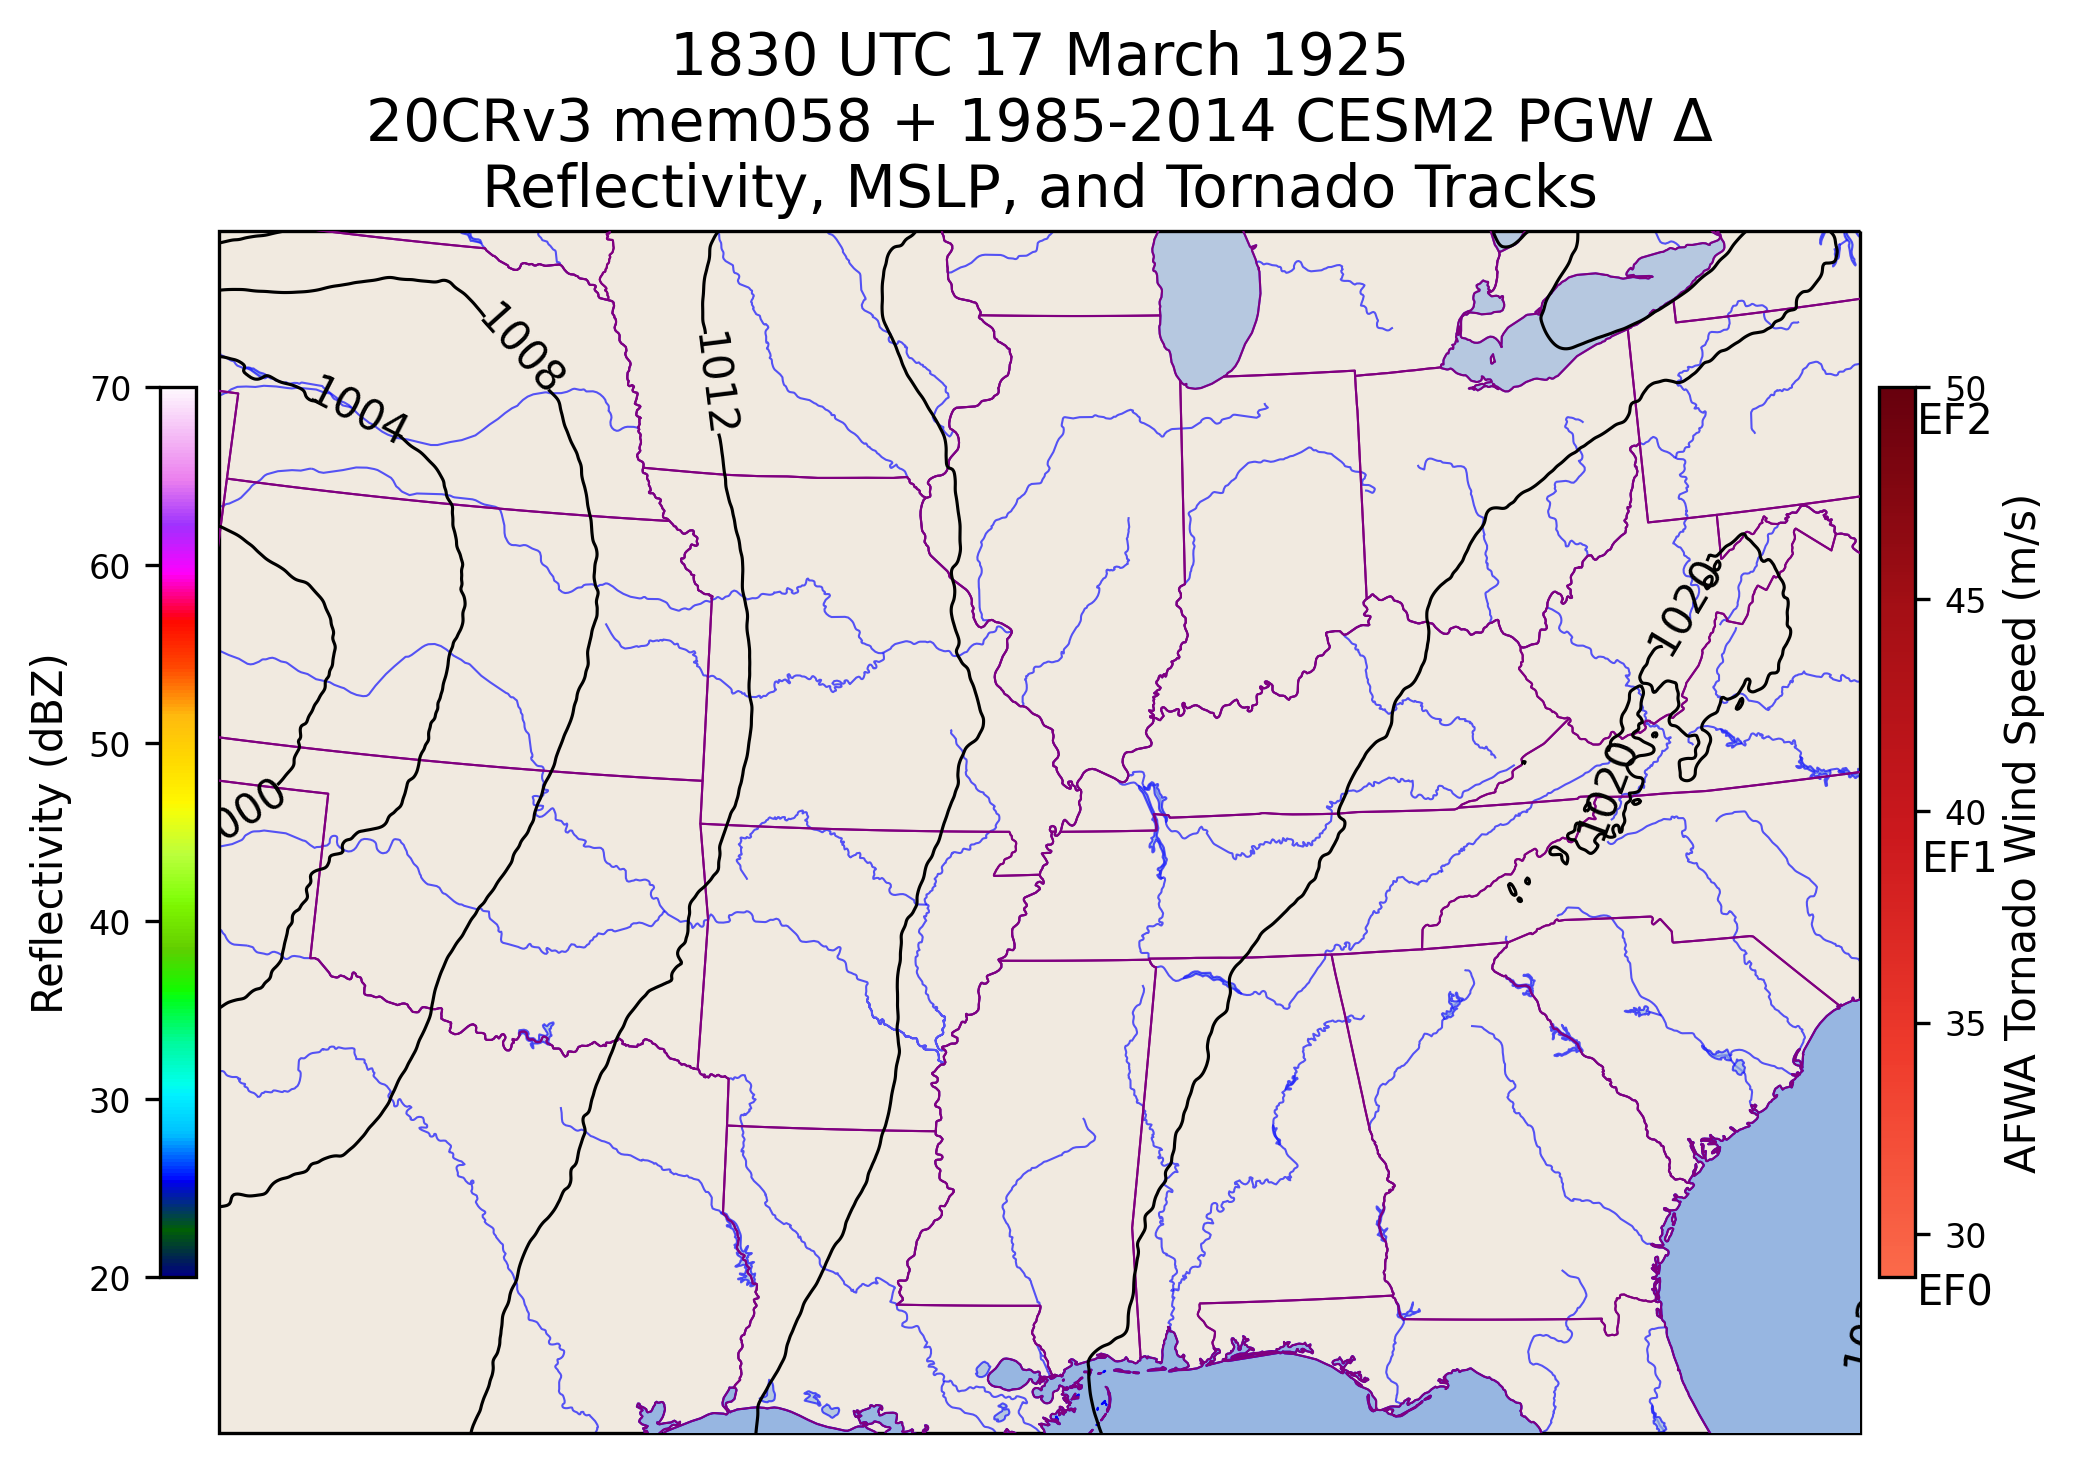 1830 UTC 17 March 1925
20CRv3 mem058 + 1985-2014 CESM2 PGW Δ
Reflectivity, MSLP, and Tornado Tracks
1008
1012
1004
1020
1020
000
70
60
50
40
30
20
Reflectivity (dBZ)
50
EF2
45
40
EF1
35
30
EF0
AFWA Tornado Wind Speed (m/s)